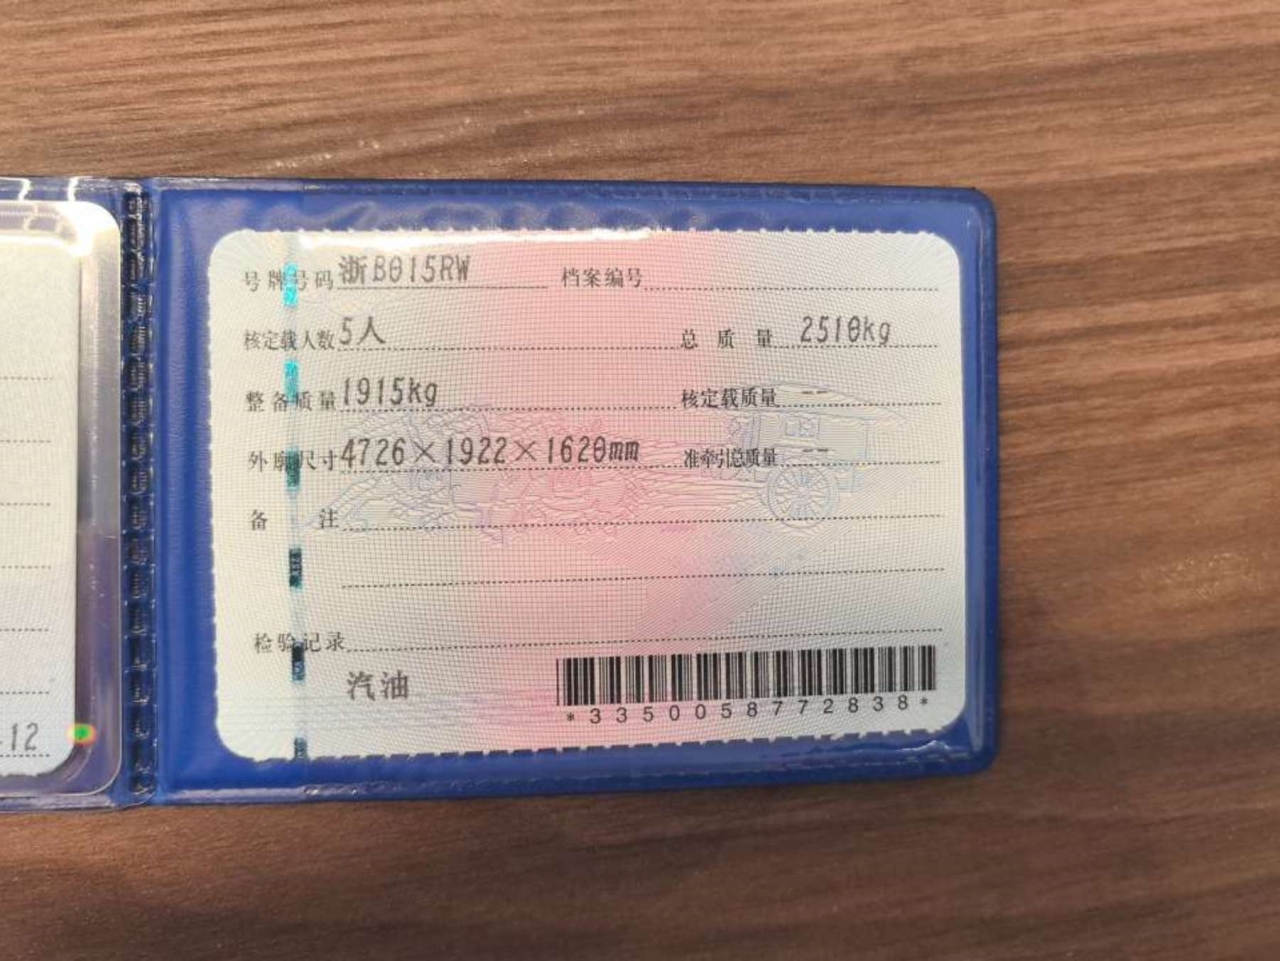 号牌号码 浙B015RW 档案编号
核定载人数 5人 总质量 2510kg
整备质量 1915kg 核定载质量 --
外廓尺寸 4726×1922×1620mm 准牵引总质量 --
备注
检验记录
汽油
*3350058772838*
12